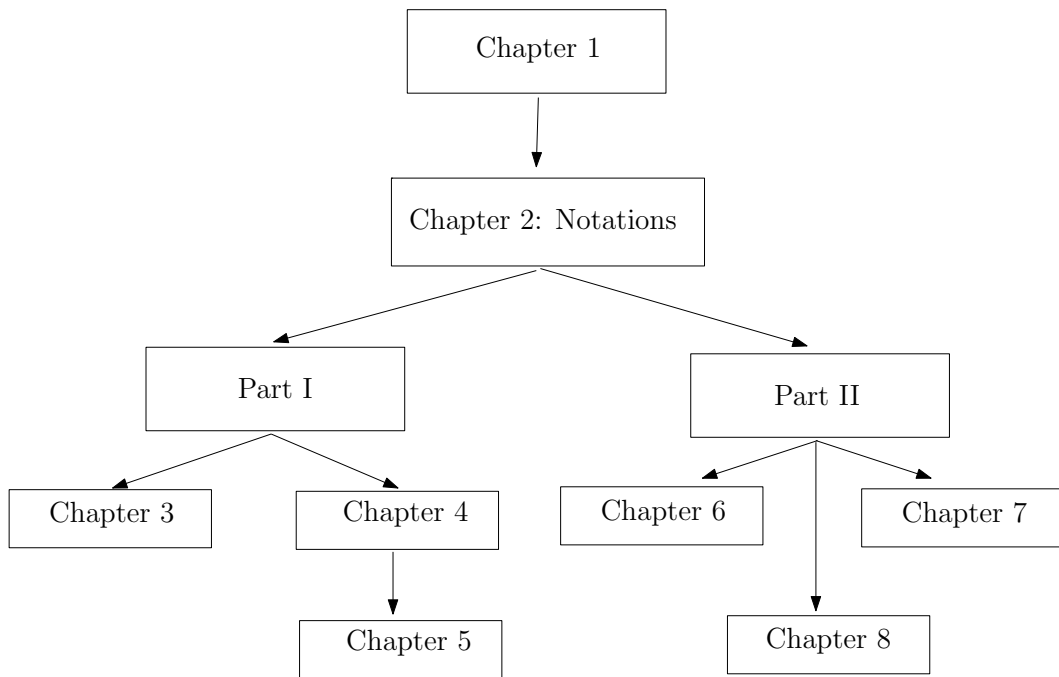 Chapter 1
Chapter 2: Notations
Part I
Part II
Chapter 3
Chapter 4
Chapter 6
Chapter 7
Chapter 5
Chapter 8